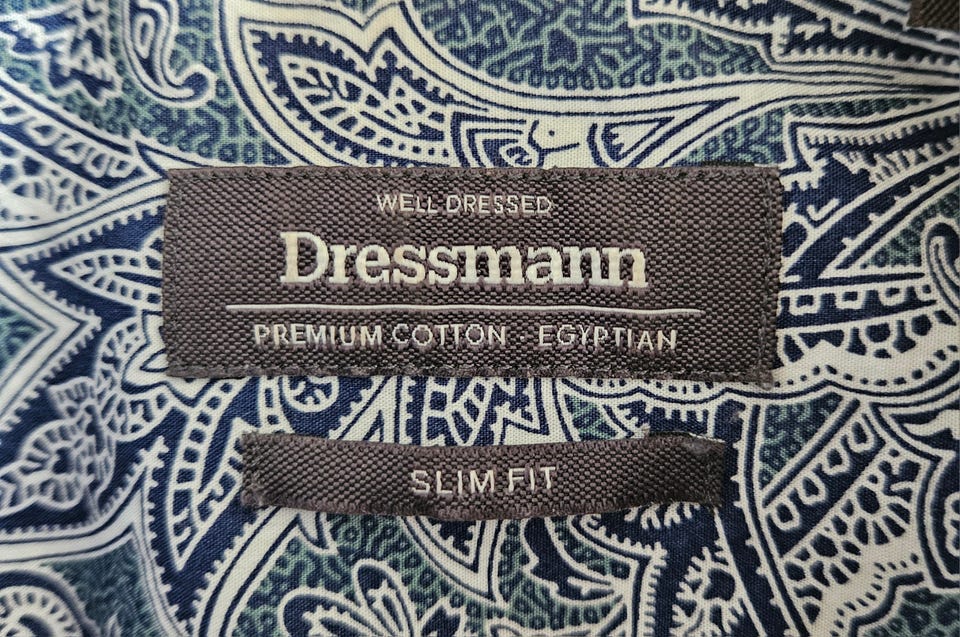 WELL DRESSED
Dressmann
PREMIUM COTTON · EGYPTIAN
SLIM FIT